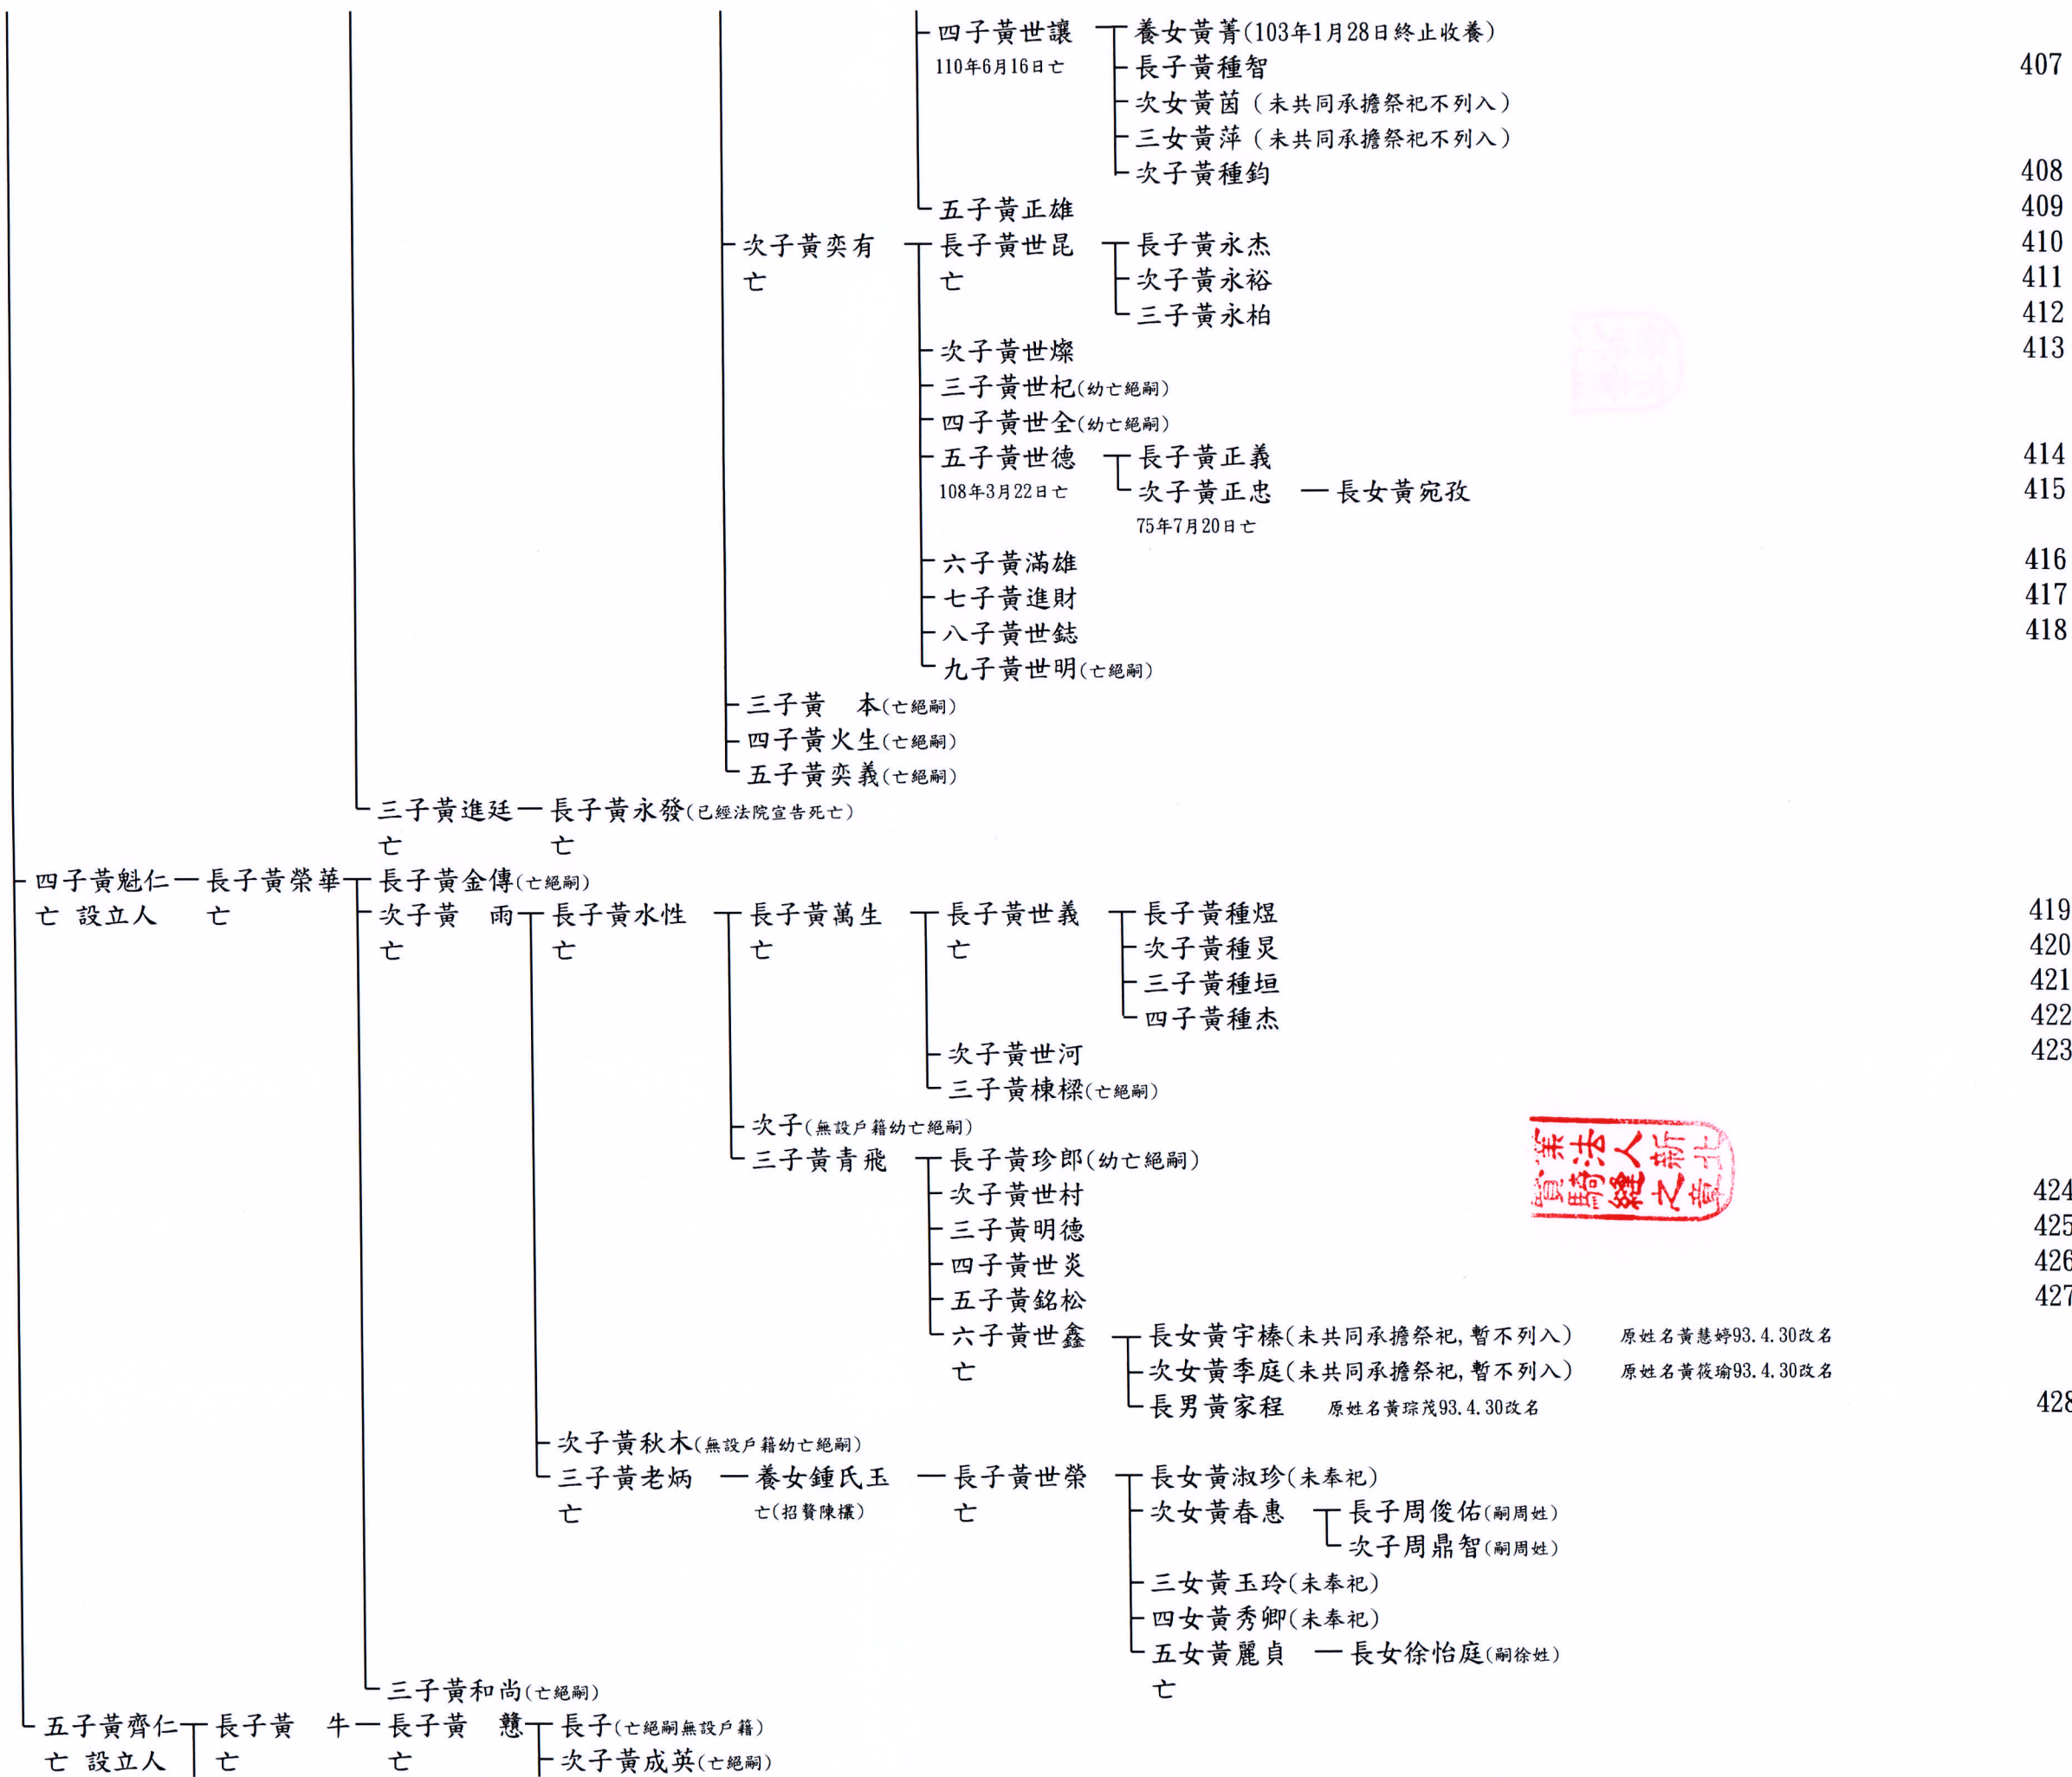 四子黃世讓 養女黃菁(103年1月28日終止收養)
110年6月16日亡 長子黃種智 407
次女黃茵(未共同承擔祭祀不列入)
三女黃萍(未共同承擔祭祀不列入)
次子黃種鈞 408
五子黃正雄 409
次子黃奕有 長子黃世昆 長子黃永杰 410
亡 亡 次子黃永裕 411
三子黃永柏 412
次子黃世燦 413
三子黃世杞(幼亡絕嗣)
四子黃世全(幼亡絕嗣)
五子黃世德 長子黃正義 414
108年3月22日亡 次子黃正忠 長女黃宛孜 415
75年7月20日亡
六子黃滿雄 416
七子黃進財 417
八子黃世鋕 418
九子黃世明(亡絕嗣)
三子黃 本(亡絕嗣)
四子黃火生(亡絕嗣)
五子黃奕義(亡絕嗣)
三子黃進廷 長子黃永發(已經法院宣告死亡)
亡 亡
四子黃魁仁 長子黃榮華 長子黃金傳(亡絕嗣)
亡 設立人 亡 次子黃 雨 長子黃水性 長子黃萬生 長子黃世義 長子黃種煜 419
亡 亡 亡 亡 次子黃種炅 420
三子黃種垣 421
四子黃種杰 422
次子黃世河 423
三子黃棟樑(亡絕嗣)
次子(無設戶籍幼亡絕嗣)
三子黃青飛 長子黃珍郎(幼亡絕嗣)
次子黃世村 424
三子黃明德 425
四子黃世炎 426
五子黃銘松 427
六子黃世鑫 長女黃宇榛(未共同承擔祭祀,暫不列入) 原姓名黃慧婷93.4.30改名
亡 次女黃季庭(未共同承擔祭祀,暫不列入) 原姓名黃筱瑜93.4.30改名
長男黃家程 原姓名黃琮茂93.4.30改名 428
次子黃秋木(無設戶籍幼亡絕嗣)
三子黃老炳 養女鍾氏玉 長子黃世榮 長女黃淑珍(未奉祀)
亡 亡(招贅陳欉) 亡 次女黃春惠 長子周俊佑(嗣周姓)
次子周鼎智(嗣周姓)
三女黃玉玲(未奉祀)
四女黃秀卿(未奉祀)
五女黃麗貞 長女徐怡庭(嗣徐姓)
亡
三子黃和尚(亡絕嗣)
五子黃齊仁 長子黃 牛 長子黃 戇 長子(亡絕嗣無設戶籍)
亡 設立人 亡 亡 次子黃成英(亡絕嗣)
業法人新北
騎縫之章